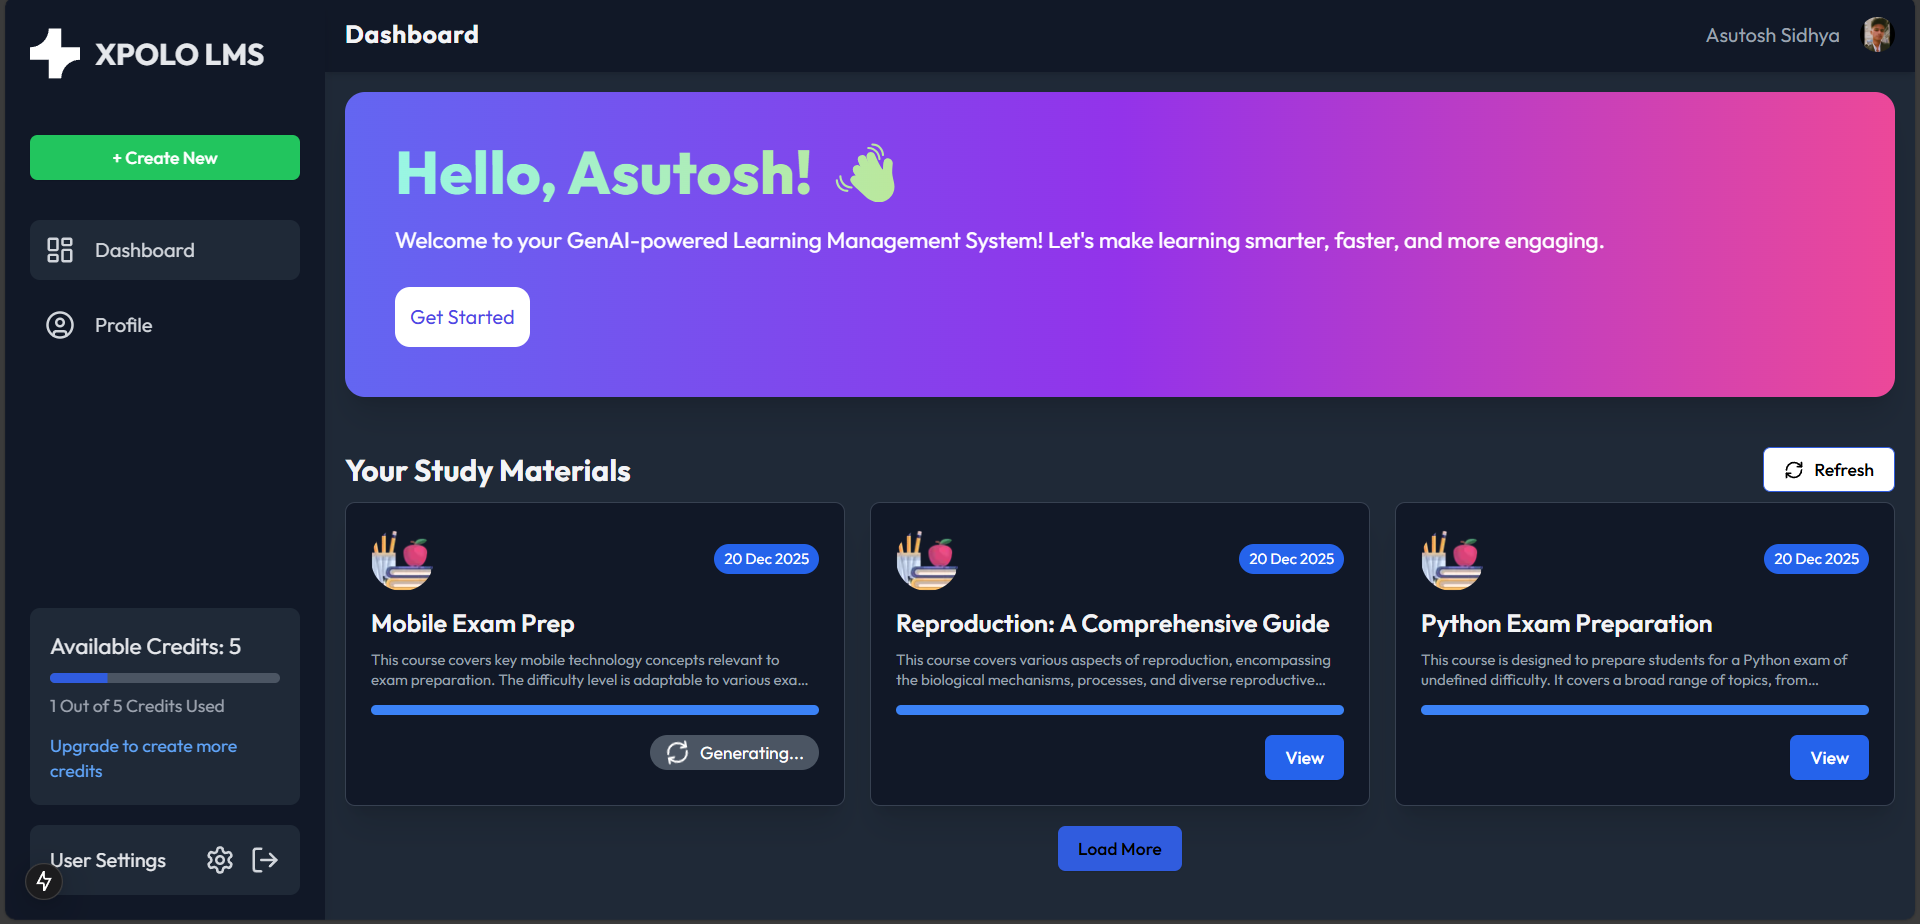 XPOLO LMS
+ Create New
Dashboard
Profile
Available Credits: 5
1 Out of 5 Credits Used
Upgrade to create more
credits
User Settings
Dashboard
Asutosh Sidhya
Hello, Asutosh!
Welcome to your GenAI-powered Learning Management System! Let's make learning smarter, faster, and more engaging.
Get Started
Your Study Materials
Refresh
20 Dec 2025
Mobile Exam Prep
This course covers key mobile technology concepts relevant to
exam preparation. The difficulty level is adaptable to various exa...
Generating...
20 Dec 2025
Reproduction: A Comprehensive Guide
This course covers various aspects of reproduction, encompassing
the biological mechanisms, processes, and diverse reproductive...
View
20 Dec 2025
Python Exam Preparation
This course is designed to prepare students for a Python exam of
undefined difficulty. It covers a broad range of topics, from...
View
Load More